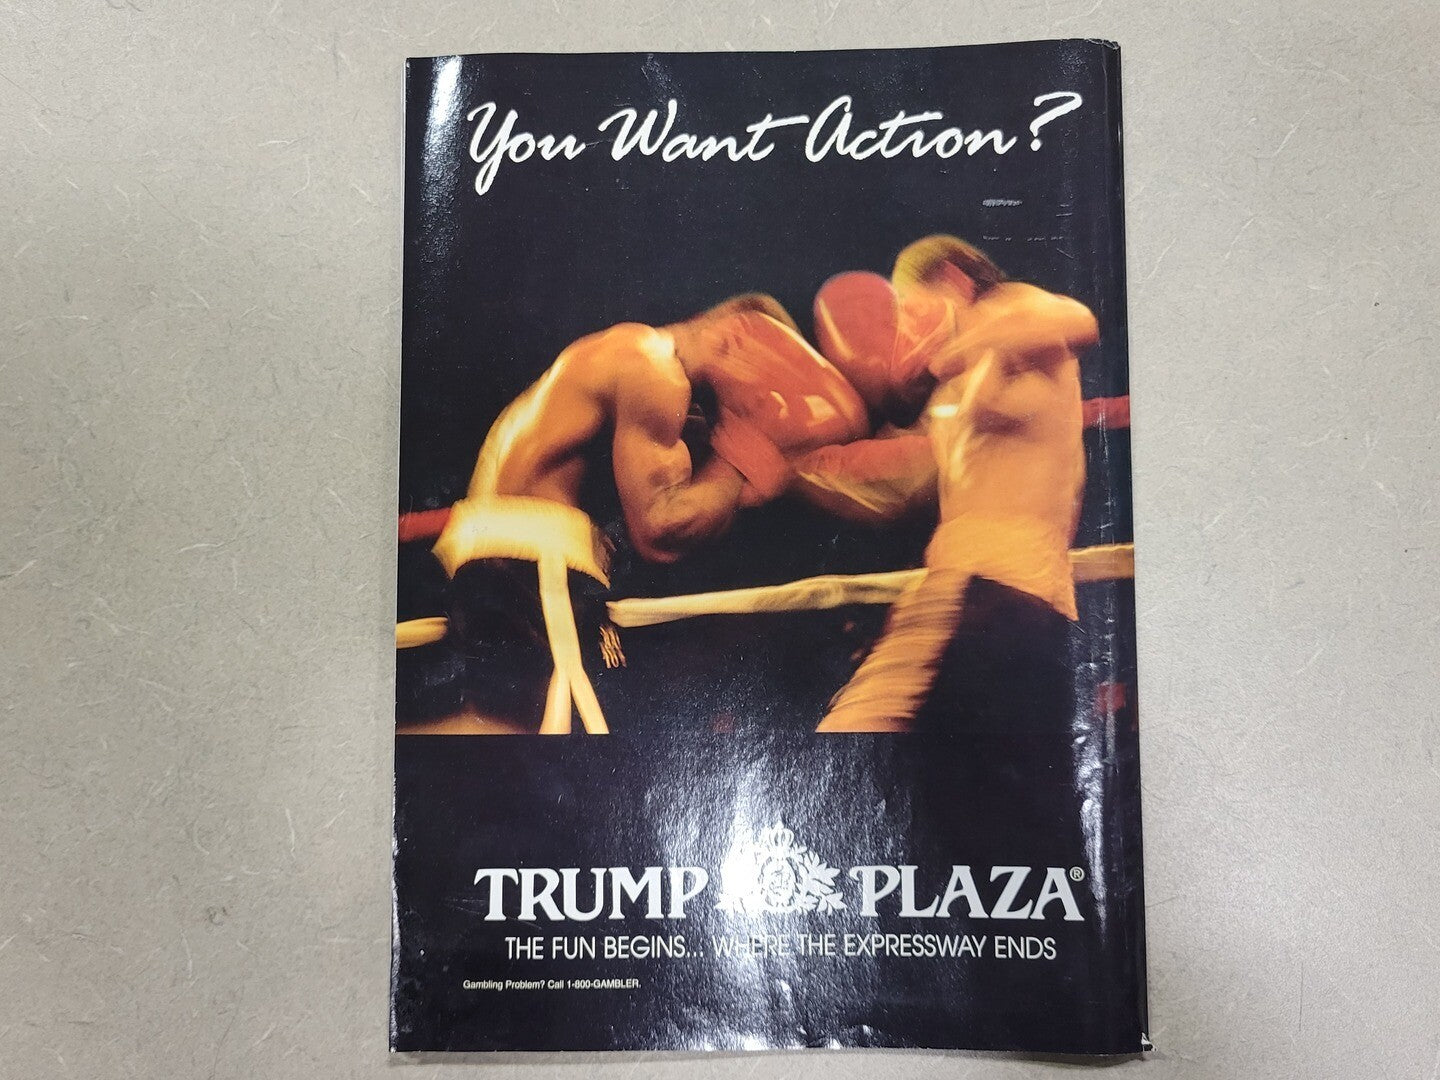 You Want Action?
TRUMP PLAZA®
THE FUN BEGINS... WHERE THE EXPRESSWAY ENDS
Gambling Problem? Call 1-800-GAMBLER.